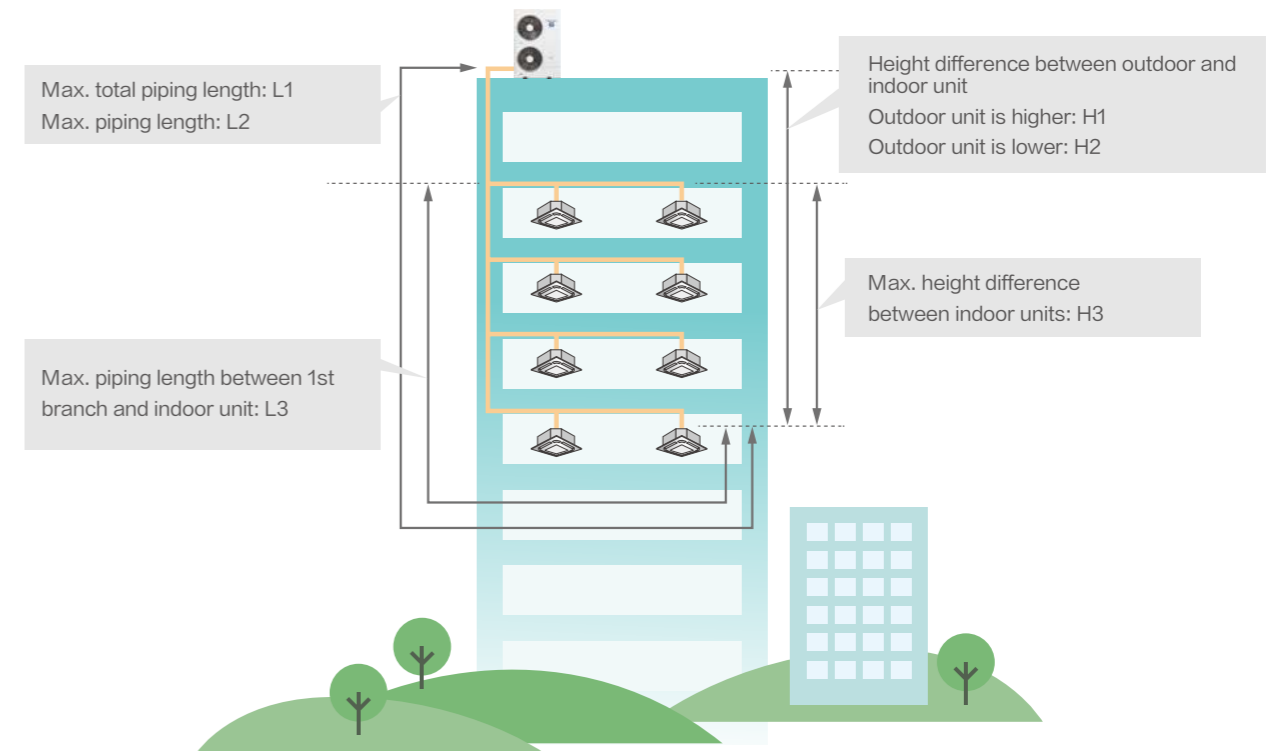 Max. total piping length: L1
Max. piping length: L2
Height difference between outdoor and
indoor unit
Outdoor unit is higher: H1
Outdoor unit is lower: H2
Max. height difference
between indoor units: H3
Max. piping length between 1st
branch and indoor unit: L3